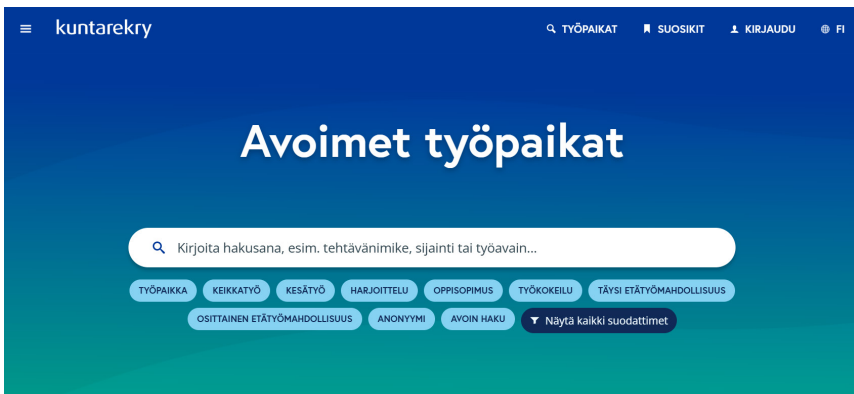 kuntarekry
TYÖPAIKAT SUOSIKIT KIRJAUDU FI
Avoimet työpaikat
Kirjoita hakusana, esim. tehtävänimike, sijainti tai työavain...
TYÖPAIKKA KEIKKATYÖ KESÄTYÖ HARJOITTELU OPPISOPIMUS TYÖKOKEILU TÄYSI ETÄTYÖMAHDOLLISUUS
OSITTAINEN ETÄTYÖMAHDOLLISUUS ANONYYMI AVOIN HAKU Näytä kaikki suodattimet